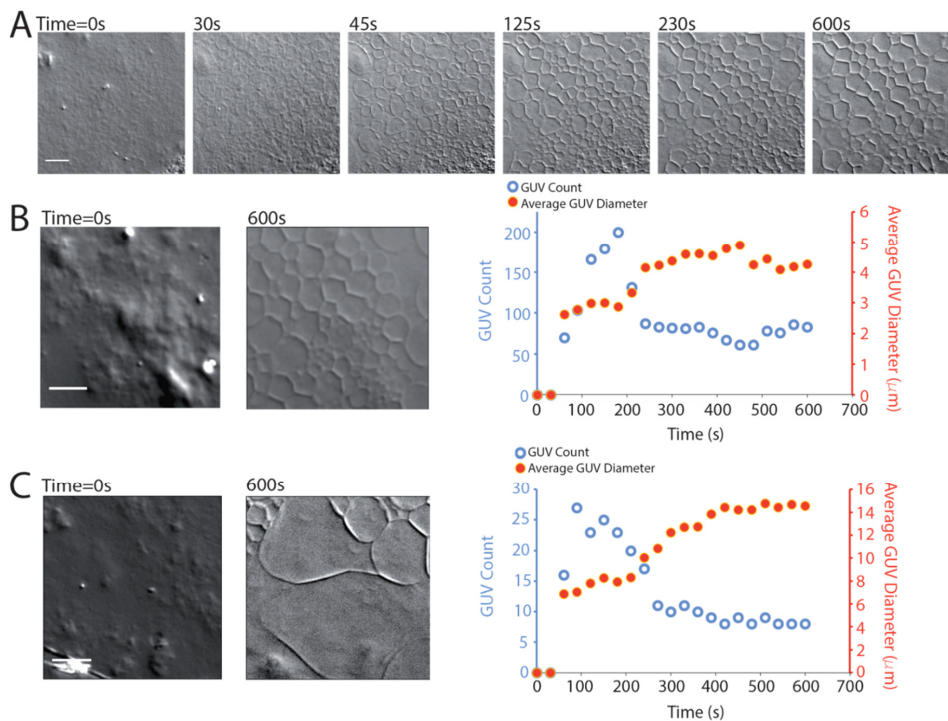 A
Time=0s 30s 45s 125s 230s 600s
B
Time=0s 600s
GUV Count
Average GUV Diameter
200
150
100
50
0
GUV Count
6
5
4
3
2
1
0
Average GUV Diameter (μm)
0 100 200 300 400 500 600 700
Time (s)
C
Time=0s 600s
GUV Count
Average GUV Diameter
30
25
20
15
10
5
0
GUV Count
16
14
12
10
8
6
4
2
0
Average GUV Diameter (μm)
0 100 200 300 400 500 600 700
Time (s)